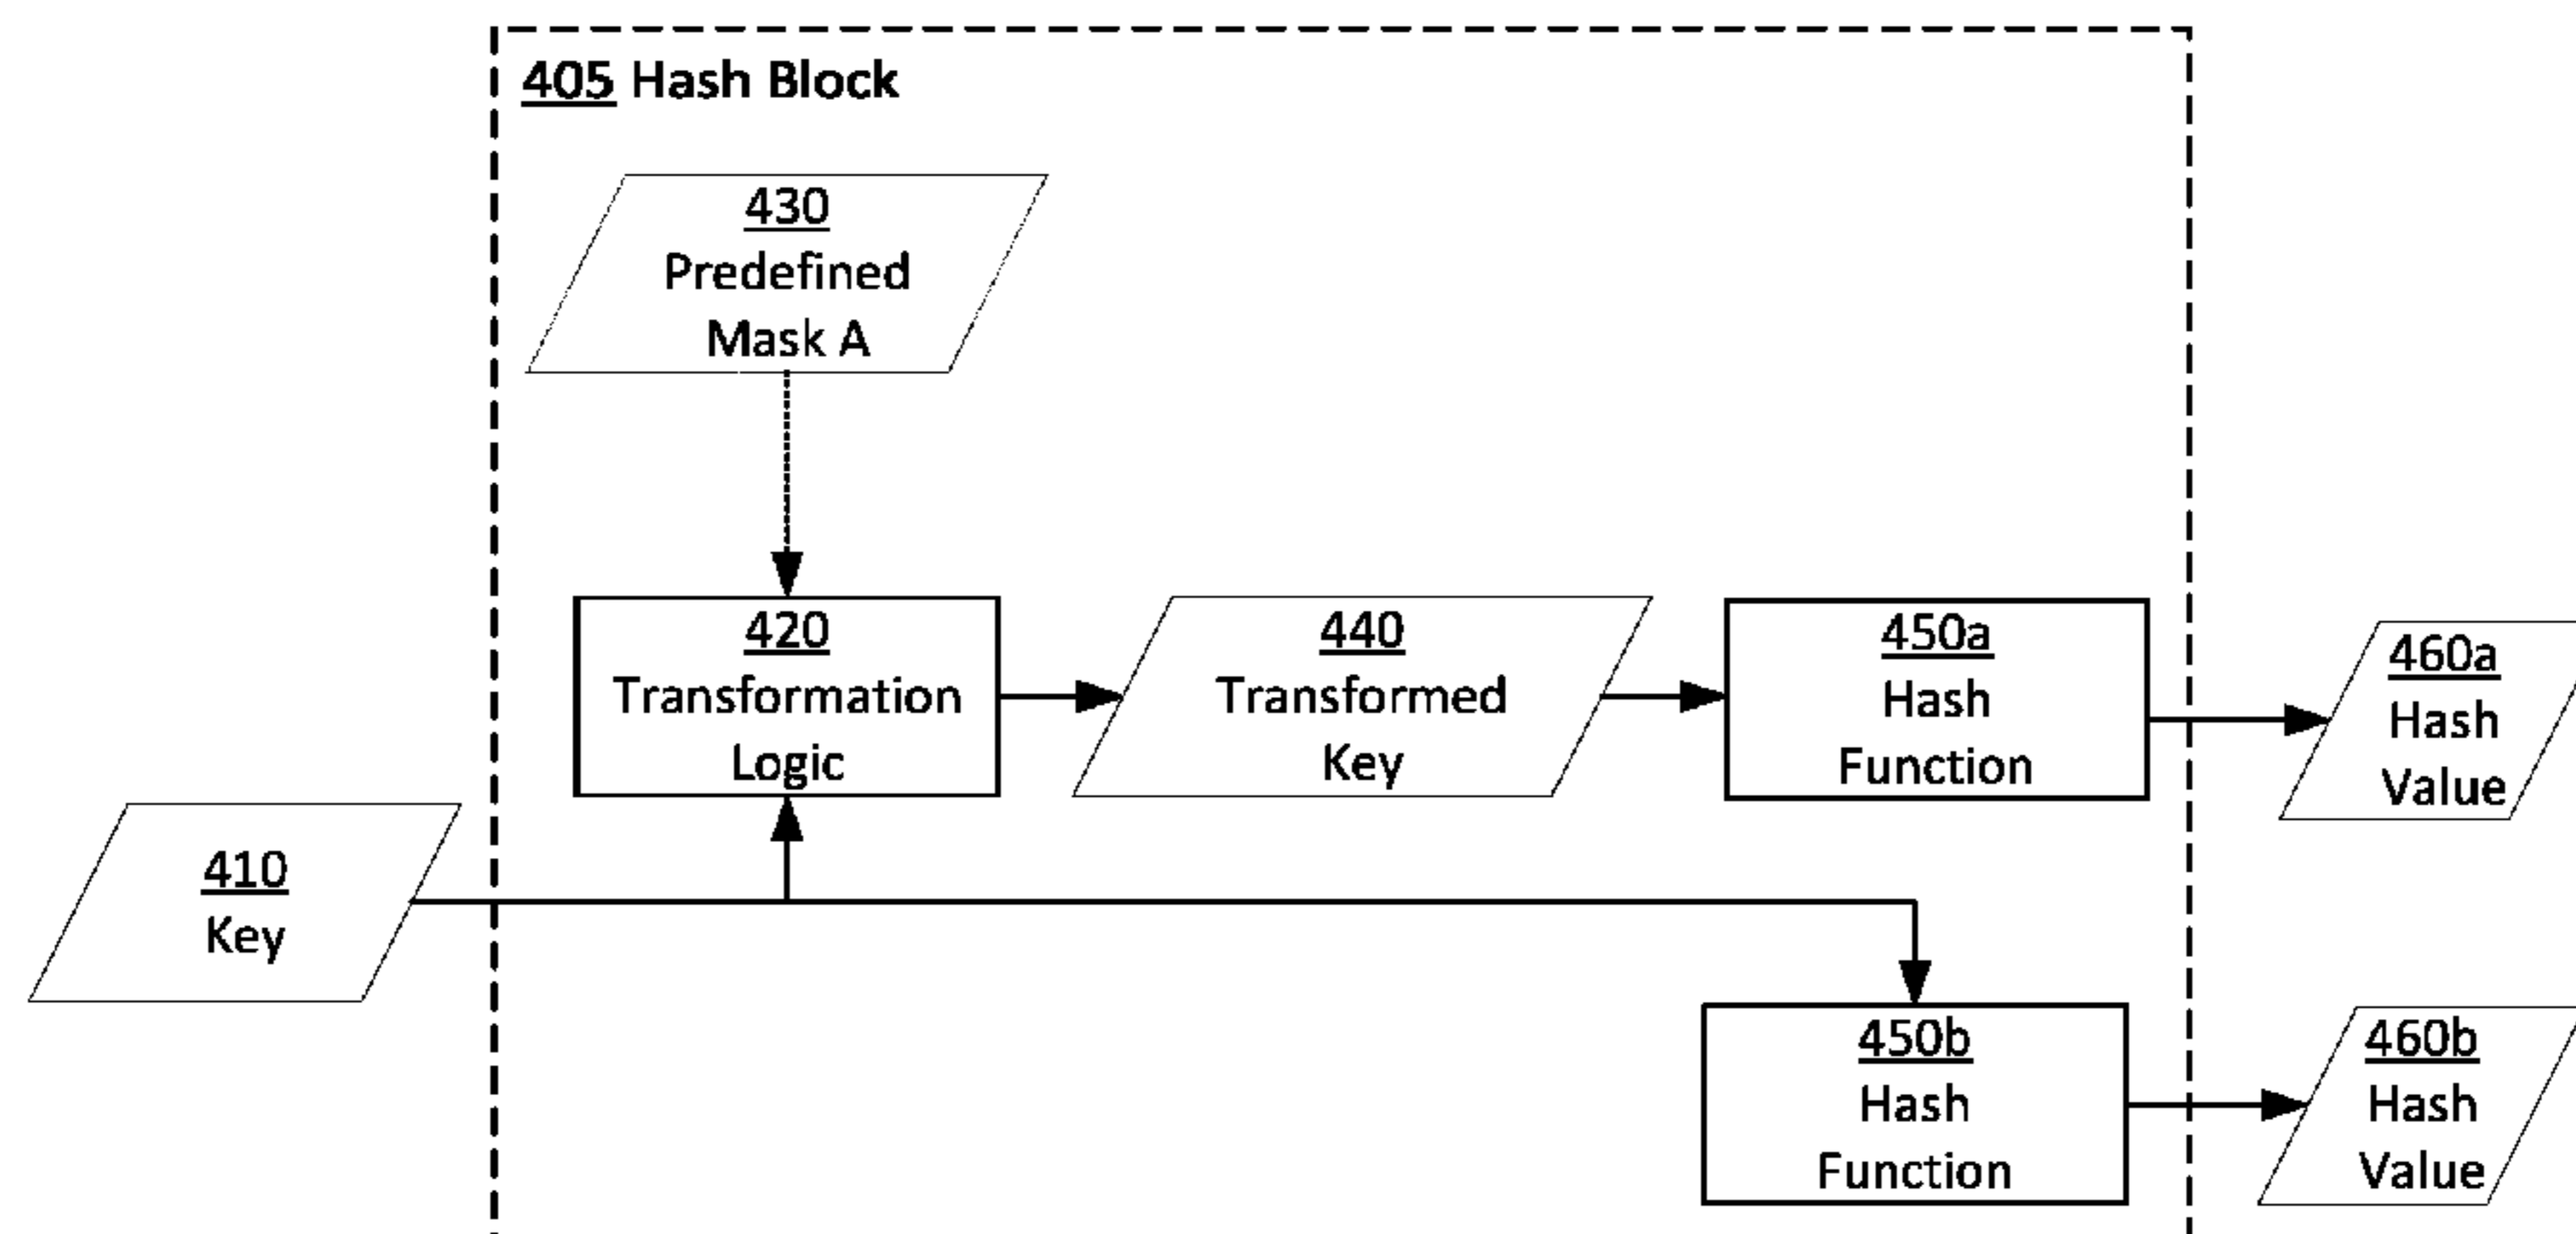 405 Hash Block
430
Predefined
Mask A
420
Transformation
Logic
440
Transformed
Key
450a
Hash
Function
460a
Hash
Value
410
Key
450b
Hash
Function
460b
Hash
Value